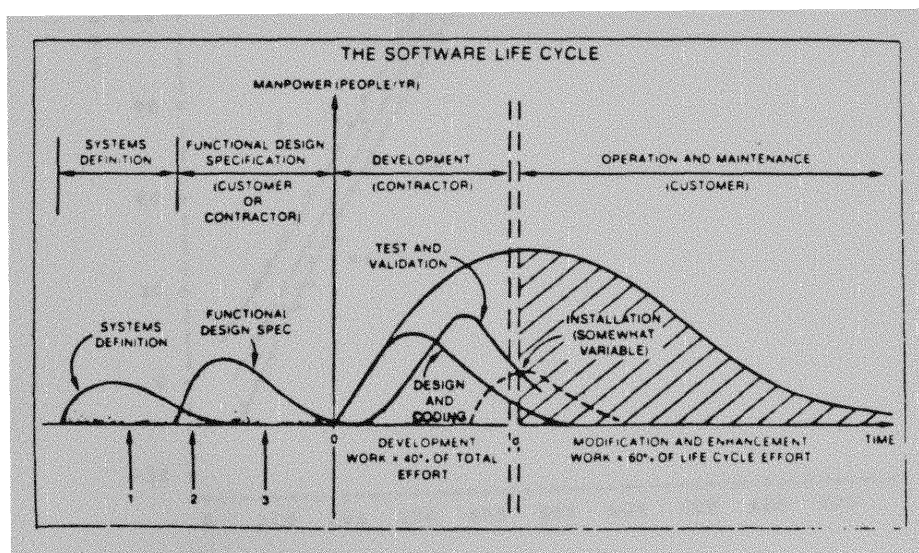 THE SOFTWARE LIFE CYCLE
MANPOWER (PEOPLE/YR)
SYSTEMS
DEFINITION
FUNCTIONAL DESIGN
SPECIFICATION
(CUSTOMER
OR
CONTRACTOR)
DEVELOPMENT
(CONTRACTOR)
OPERATION AND MAINTENANCE
(CUSTOMER)
TEST AND
VALIDATION
SYSTEMS
DEFINITION
FUNCTIONAL
DESIGN SPEC
INSTALLATION
(SOMEWHAT
VARIABLE)
DESIGN
AND
CODING
0
TIME
DEVELOPMENT
WORK ≈ 40% OF TOTAL
EFFORT
MODIFICATION AND ENHANCEMENT
WORK ≈ 60% OF LIFE CYCLE EFFORT
1
2
3